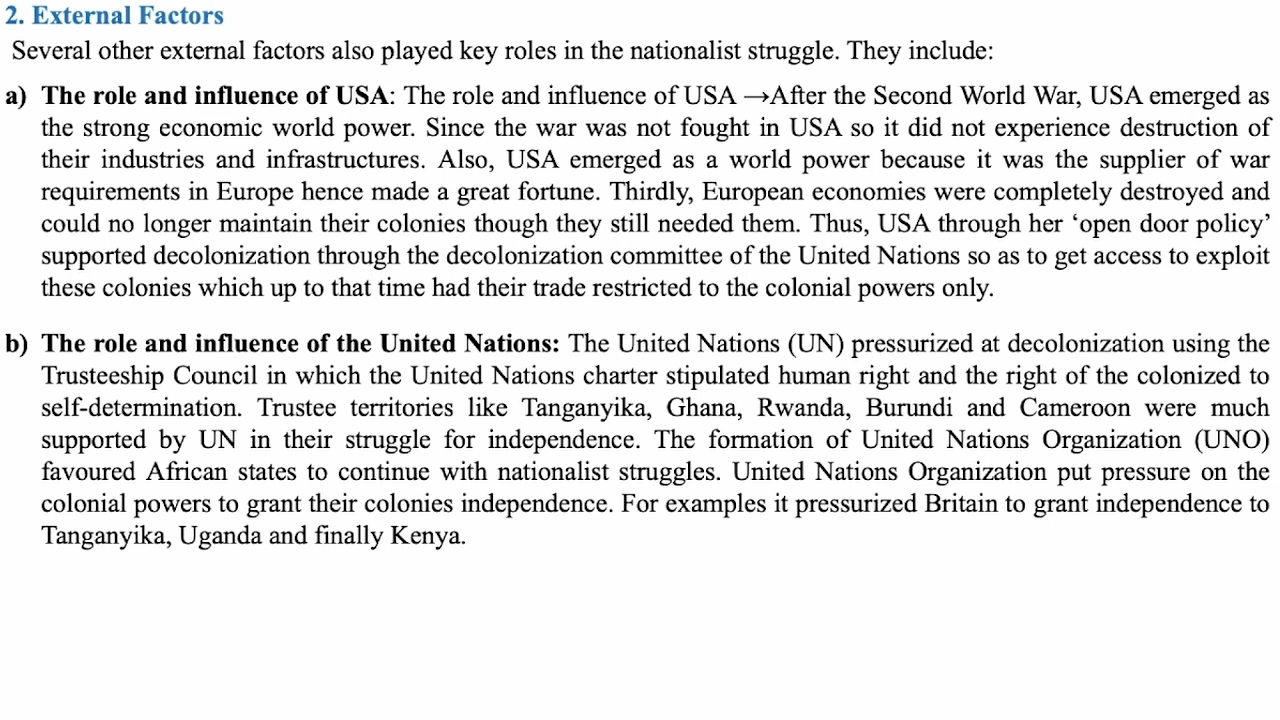 2. External Factors
Several other external factors also played key roles in the nationalist struggle. They include:
a) The role and influence of USA: The role and influence of USA →After the Second World War, USA emerged as
the strong economic world power. Since the war was not fought in USA so it did not experience destruction of
their industries and infrastructures. Also, USA emerged as a world power because it was the supplier of war
requirements in Europe hence made a great fortune. Thirdly, European economies were completely destroyed and
could no longer maintain their colonies though they still needed them. Thus, USA through her ‘open door policy’
supported decolonization through the decolonization committee of the United Nations so as to get access to exploit
these colonies which up to that time had their trade restricted to the colonial powers only.
b) The role and influence of the United Nations: The United Nations (UN) pressurized at decolonization using the
Trusteeship Council in which the United Nations charter stipulated human right and the right of the colonized to
self-determination. Trustee territories like Tanganyika, Ghana, Rwanda, Burundi and Cameroon were much
supported by UN in their struggle for independence. The formation of United Nations Organization (UNO)
favoured African states to continue with nationalist struggles. United Nations Organization put pressure on the
colonial powers to grant their colonies independence. For examples it pressurized Britain to grant independence to
Tanganyika, Uganda and finally Kenya.